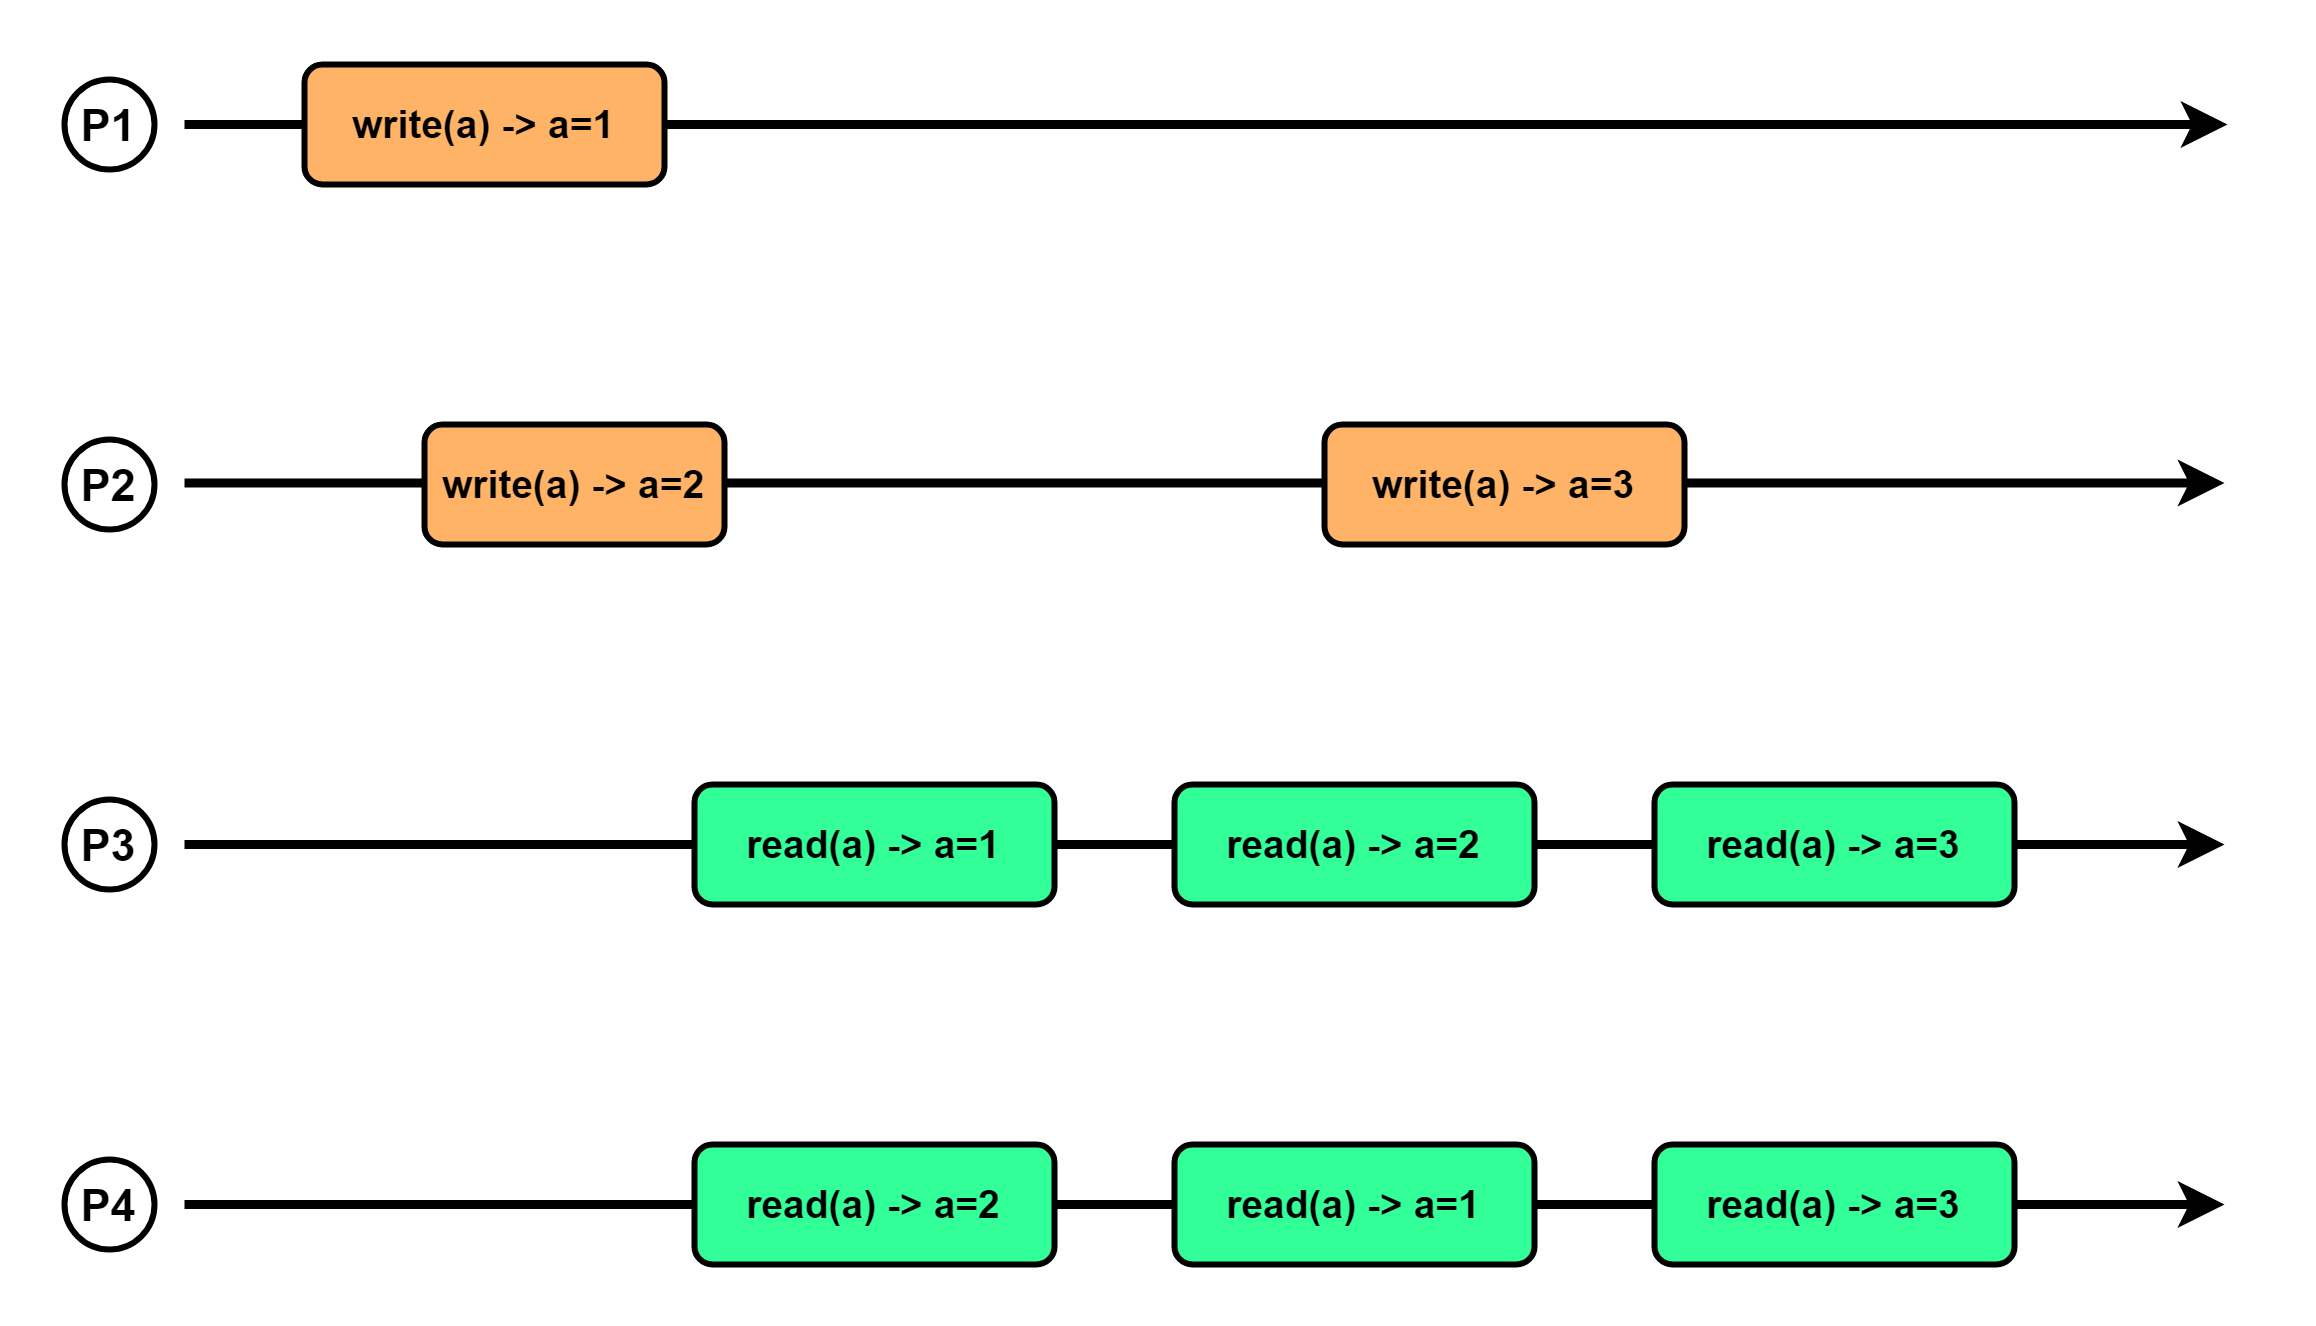 P1
write(a) -> a=1
P2
write(a) -> a=2
write(a) -> a=3
P3
read(a) -> a=1
read(a) -> a=2
read(a) -> a=3
P4
read(a) -> a=2
read(a) -> a=1
read(a) -> a=3